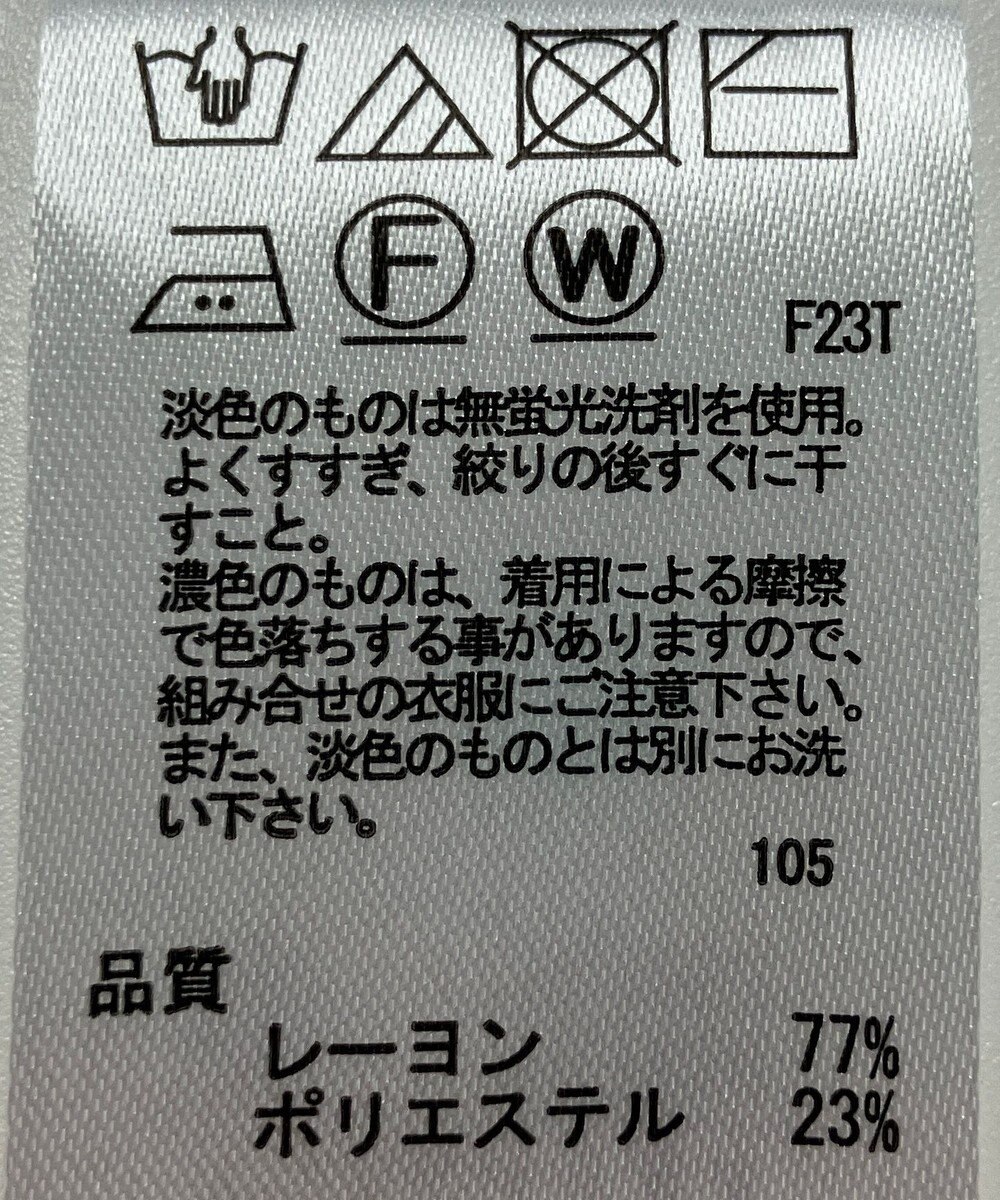 F
W
F23T
淡色のものは無蛍光洗剤を使用。
よくすすぎ、絞りの後すぐに干
すこと。
濃色のものは、着用による摩擦
で色落ちする事がありますので、
組み合せの衣服にご注意下さい。
また、淡色のものとは別にお洗
い下さい。
105
品質
レーヨン 77%
ポリエステル 23%